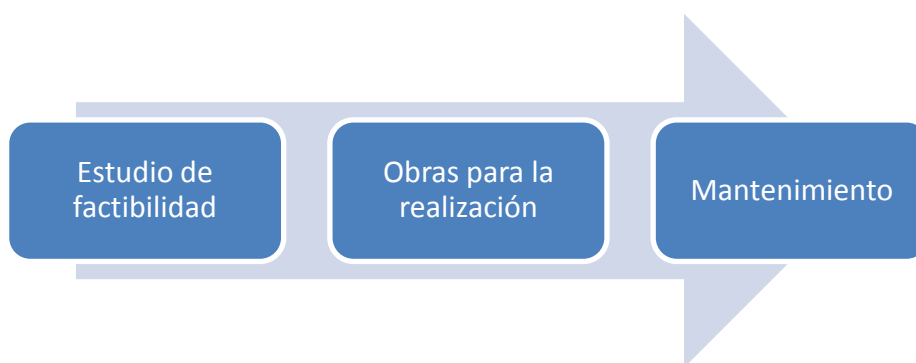 Estudio de
factibilidad
Obras para la
realización
Mantenimiento